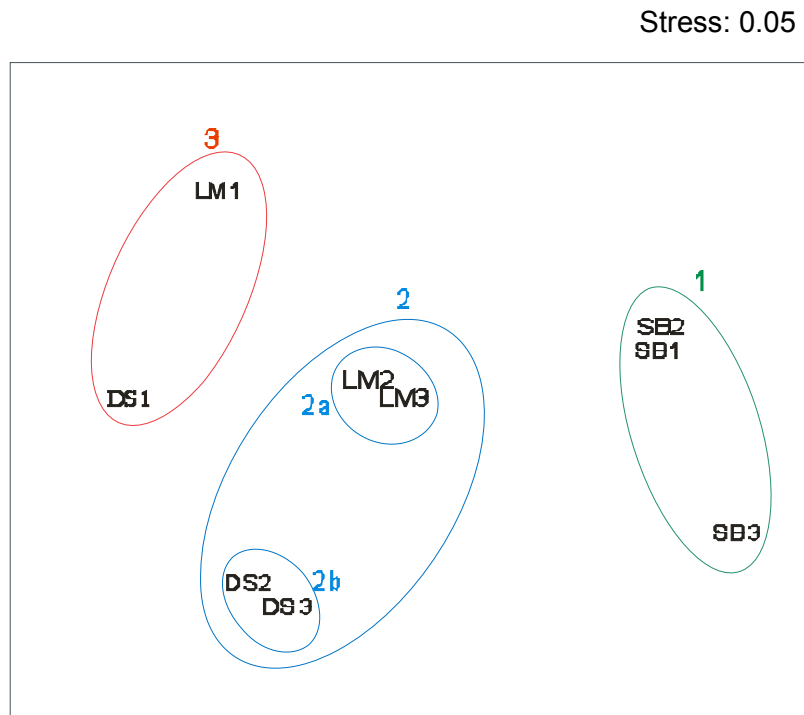 Stress: 0.05
3
LM1
1
2
SB2
SB1
LM2
LM3
2a
DS1
SB3
2b
DS2
DS3